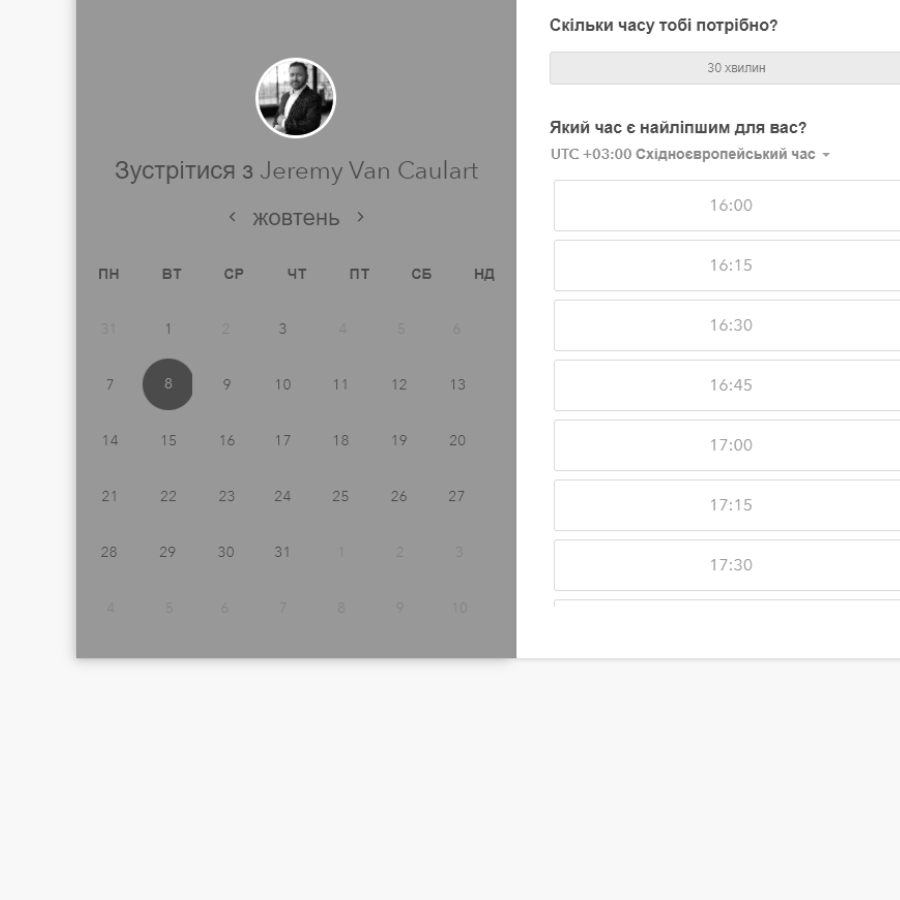 Зустрітися з Jeremy Van Caulart
жовтень
ПН ВТ СР ЧТ ПТ СБ НД
31 1 2 3 4 5 6
7 8 9 10 11 12 13
14 15 16 17 18 19 20
21 22 23 24 25 26 27
28 29 30 31 1 2 3
4 5 6 7 8 9 10
Скільки часу тобі потрібно?
30 хвилин
Який час є найліпшим для вас?
UTC +03:00 Східноєвропейський час
16:00
16:15
16:30
16:45
17:00
17:15
17:30